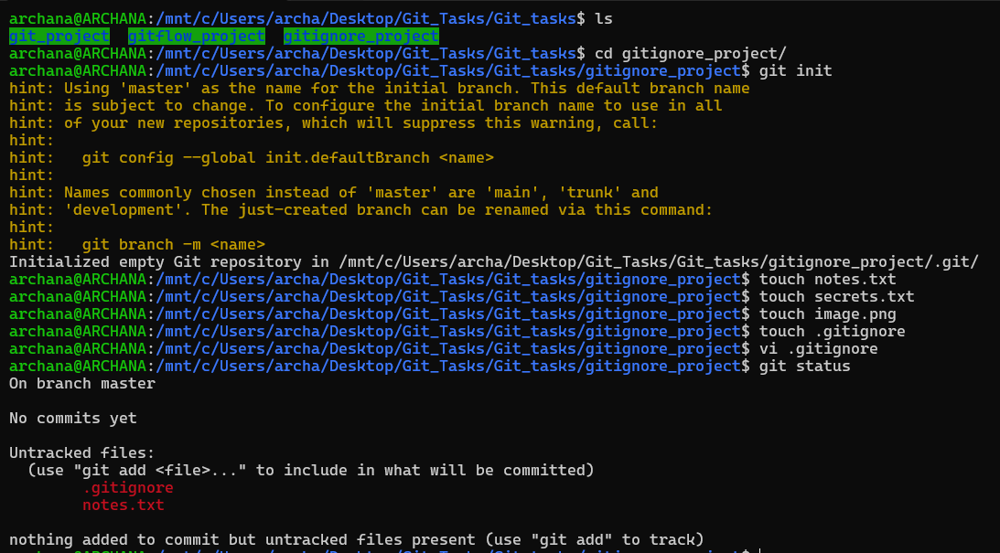 archana@ARCHANA:/mnt/c/Users/archa/Desktop/Git_Tasks/Git_tasks$ ls
git_project  gitflow_project  gitignore_project
archana@ARCHANA:/mnt/c/Users/archa/Desktop/Git_Tasks/Git_tasks$ cd gitignore_project/
archana@ARCHANA:/mnt/c/Users/archa/Desktop/Git_Tasks/Git_tasks/gitignore_project$ git init
hint: Using 'master' as the name for the initial branch. This default branch name
hint: is subject to change. To configure the initial branch name to use in all
hint: of your new repositories, which will suppress this warning, call:
hint:
hint:   git config --global init.defaultBranch <name>
hint:
hint: Names commonly chosen instead of 'master' are 'main', 'trunk' and
hint: 'development'. The just-created branch can be renamed via this command:
hint:
hint:   git branch -m <name>
Initialized empty Git repository in /mnt/c/Users/archa/Desktop/Git_Tasks/Git_tasks/gitignore_project/.git/
archana@ARCHANA:/mnt/c/Users/archa/Desktop/Git_Tasks/Git_tasks/gitignore_project$ touch notes.txt
archana@ARCHANA:/mnt/c/Users/archa/Desktop/Git_Tasks/Git_tasks/gitignore_project$ touch secrets.txt
archana@ARCHANA:/mnt/c/Users/archa/Desktop/Git_Tasks/Git_tasks/gitignore_project$ touch image.png
archana@ARCHANA:/mnt/c/Users/archa/Desktop/Git_Tasks/Git_tasks/gitignore_project$ touch .gitignore
archana@ARCHANA:/mnt/c/Users/archa/Desktop/Git_Tasks/Git_tasks/gitignore_project$ vi .gitignore
archana@ARCHANA:/mnt/c/Users/archa/Desktop/Git_Tasks/Git_tasks/gitignore_project$ git status
On branch master
No commits yet
Untracked files:
  (use "git add <file>..." to include in what will be committed)
        .gitignore
        notes.txt
nothing added to commit but untracked files present (use "git add" to track)
archana@ARCHANA:/mnt/c/Users/archa/Desktop/Git_Tasks/Git_tasks/gitignore_project$